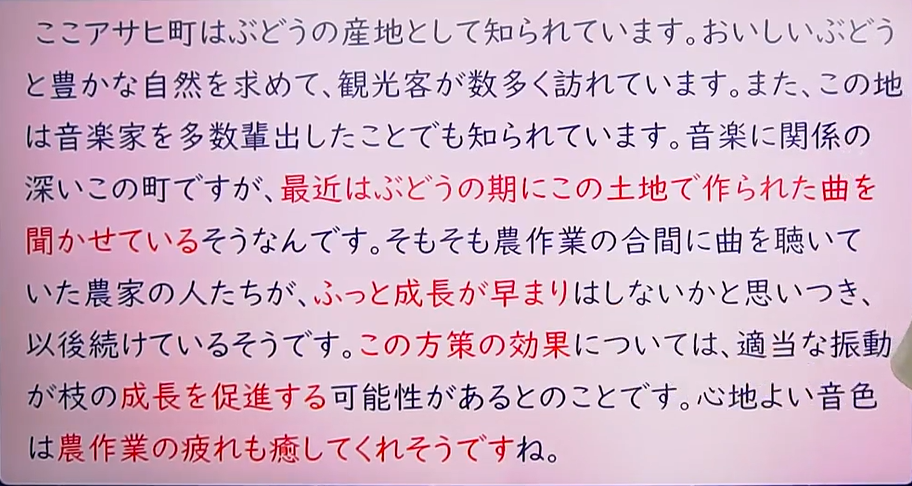 ここアサヒ町はぶどうの産地として知られています。おいしいぶどう
と豊かな自然を求めて、観光客が数多く訪れています。また、この地
は音楽家を多数輩出したことでも知られています。音楽に関係の
深いこの町ですが、最近はぶどうの期にこの土地で作られた曲を
聞かせているそうなんです。そもそも農作業の合間に曲を聴いて
いた農家の人たちが、ふっと成長が早まりはしないかと思いつき、
以後続けているそうです。この方策の効果については、適当な振動
が枝の成長を促進する可能性があるとのことです。心地よい音色
は農作業の疲れも癒してくれそうですね。